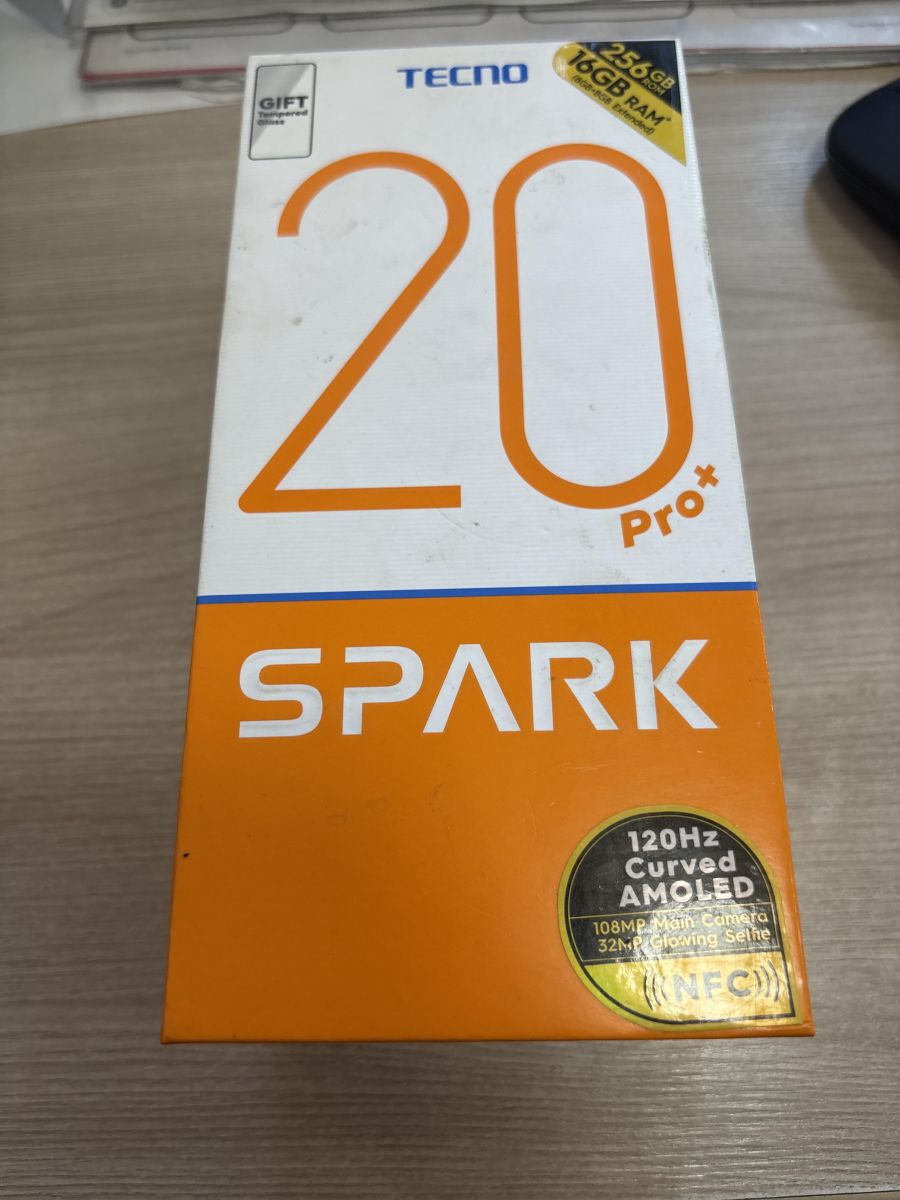 GIFT
Tempered
Glass
TECNO
256GB
ROM
16GB RAM*
(8GB+8GB Extended)
20
Pro+
SPARK
120Hz
Curved
AMOLED
108MP Main Camera
32MP Glowing Selfie
(((NFC)))